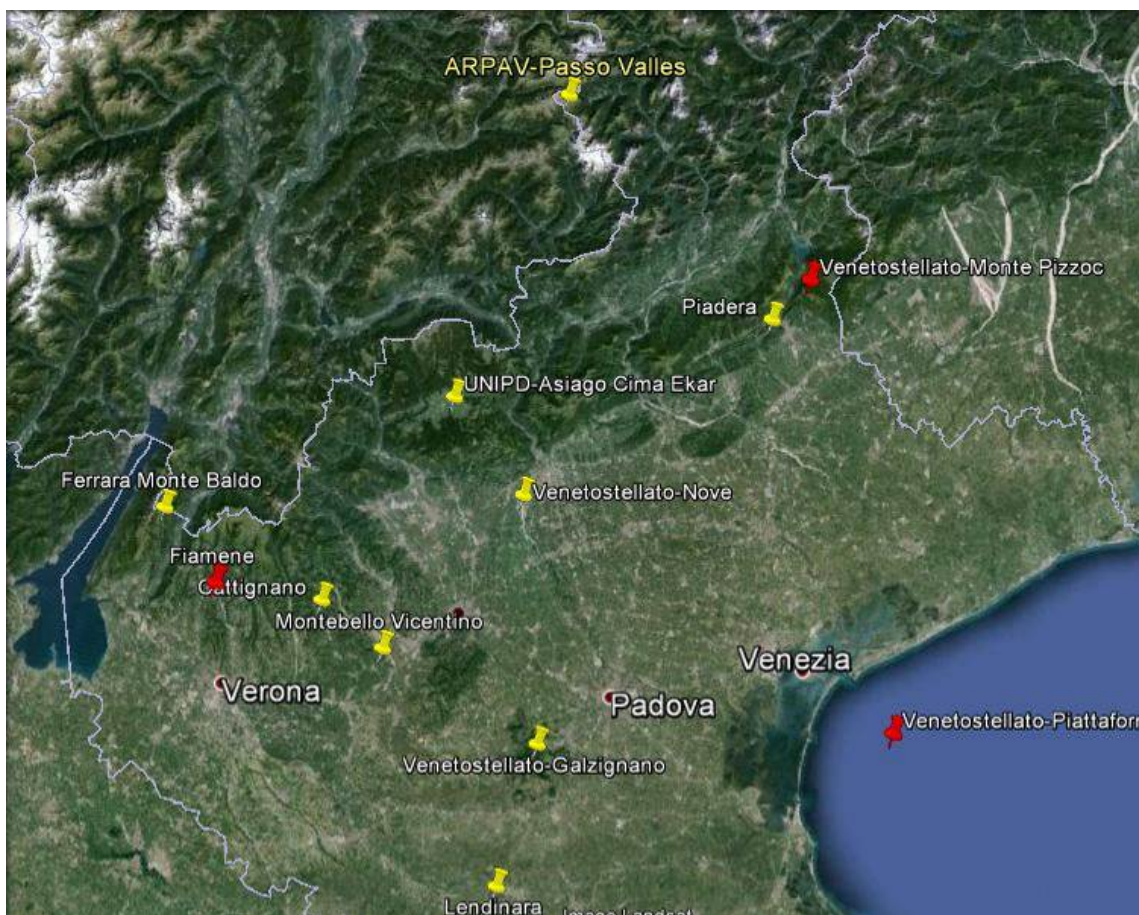 ARPAV-Passo Valles
Venetostellato-Monte Pizzoc
Piadera
UNIPD-Asiago Cima Ekar
Ferrara Monte Baldo
Venetostellato-Nove
Fiamene
Cattignano
Montebello Vicentino
Venezia
Verona
Padova
Venetostellato-Piattaform
Venetostellato-Galzignano
Lendinara
Image Landsat